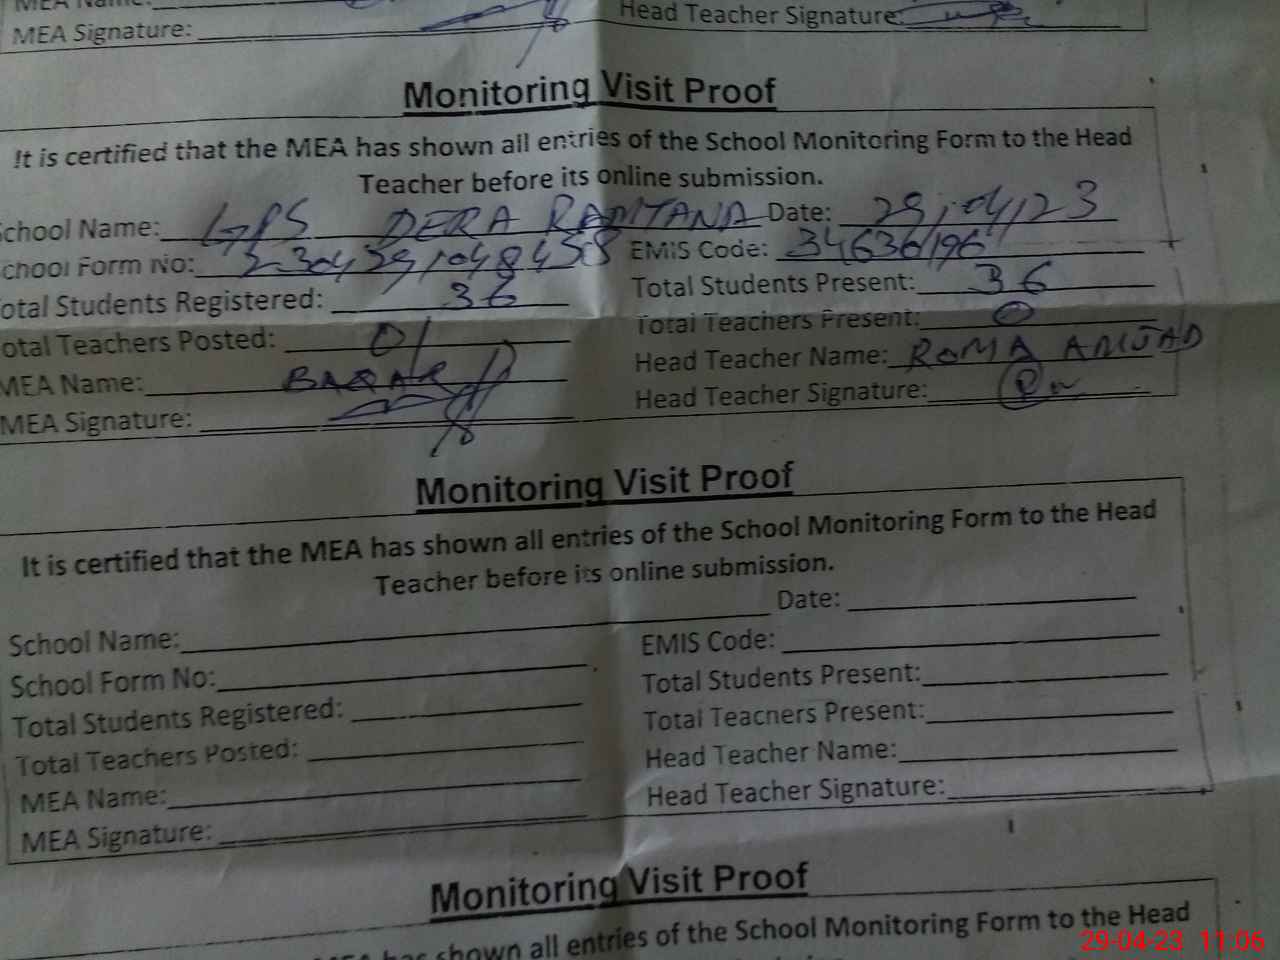 MEA Name:
MEA Signature: Head Teacher Signature:
Monitoring Visit Proof
It is certified that the MEA has shown all entries of the School Monitoring Form to the Head
Teacher before its online submission.
School Name: GPS DERA Date: 29/04/23
School Form No: EMIS Code: 34636196
Total Students Registered: 36 Total Students Present: 36
Total Teachers Posted: 01 Total Teachers Present: 0
MEA Name: Head Teacher Name: ROMA AMJAD
MEA Signature: Head Teacher Signature:
Monitoring Visit Proof
It is certified that the MEA has shown all entries of the School Monitoring Form to the Head
Teacher before its online submission.
School Name: Date:
School Form No: EMIS Code:
Total Students Registered: Total Students Present:
Total Teachers Posted: Total Teachers Present:
MEA Name: Head Teacher Name:
MEA Signature: Head Teacher Signature:
Monitoring Visit Proof
MEA has shown all entries of the School Monitoring Form to the Head
29-04-23 11:06